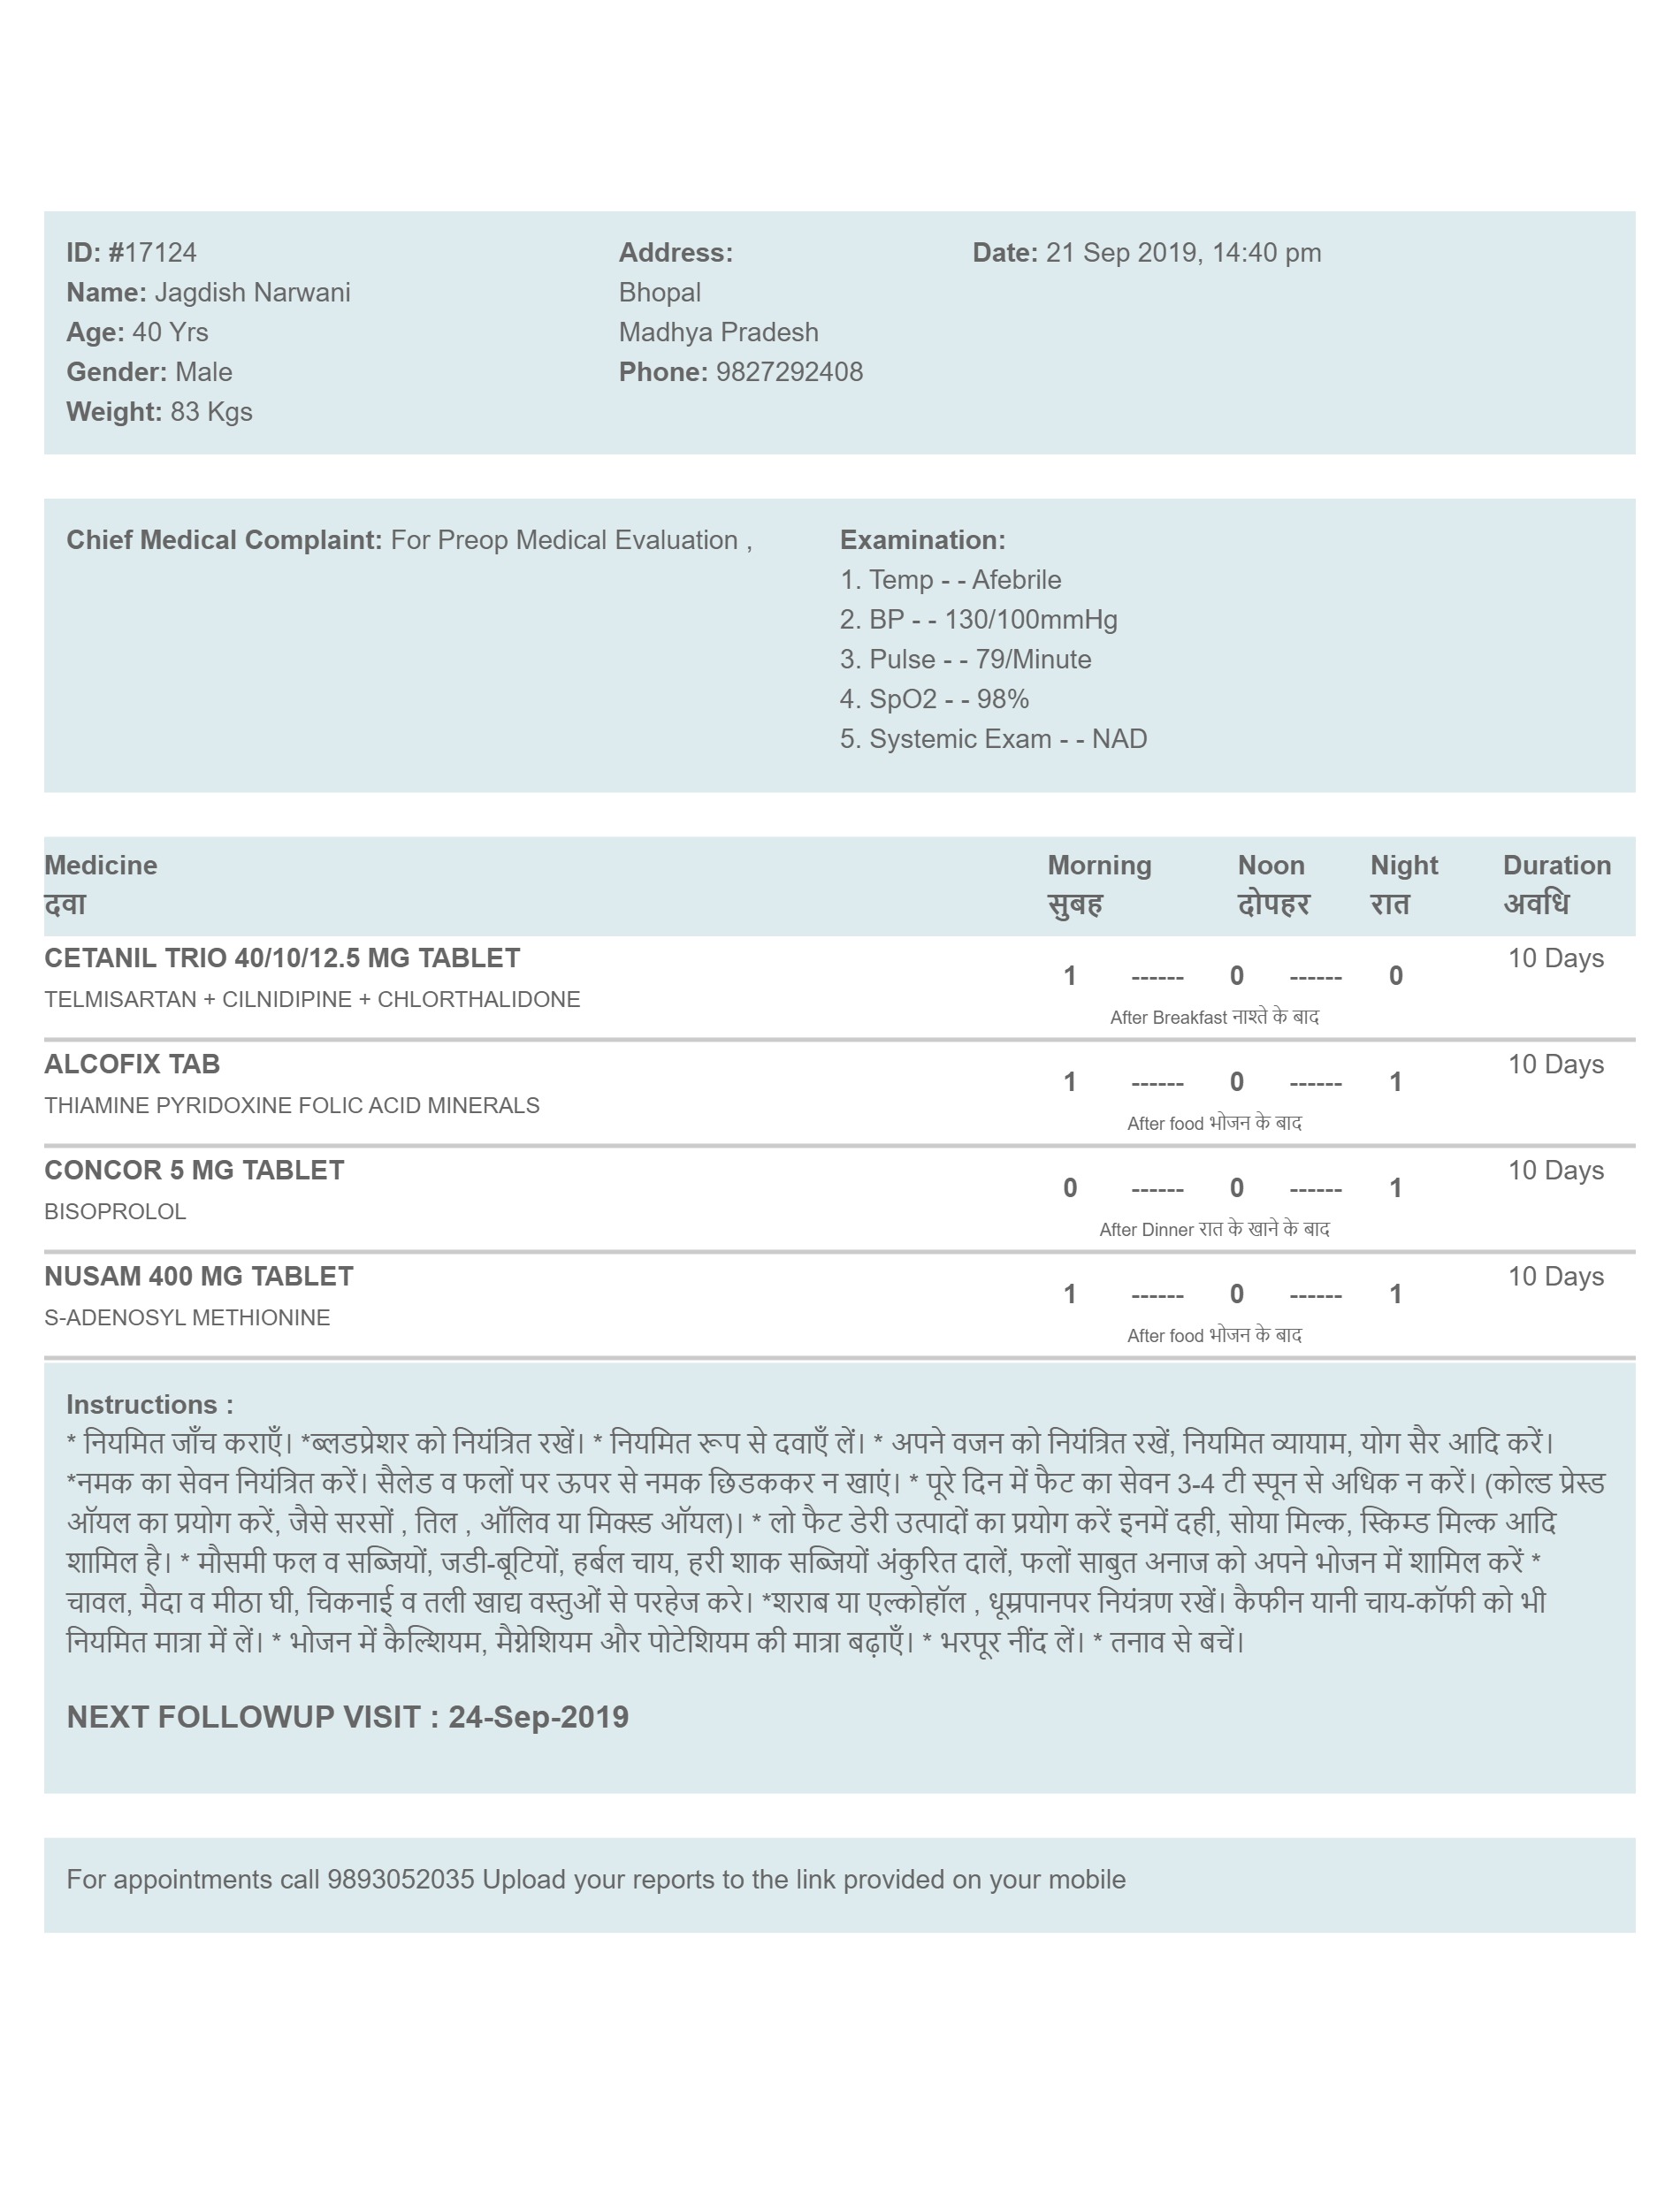 ID: #17124
Name: Jagdish Narwani
Age: 40 Yrs
Gender: Male
Weight: 83 Kgs
Address:
Bhopal
Madhya Pradesh
Phone: 9827292408
Date: 21 Sep 2019, 14:40 pm
Chief Medical Complaint: For Preop Medical Evaluation ,
Examination:
1. Temp - - Afebrile
2. BP - - 130/100mmHg
3. Pulse - - 79/Minute
4. SpO2 - - 98%
5. Systemic Exam - - NAD
Medicine Morning Noon Night Duration
दवा सुबह दोपहर रात अवधि
CETANIL TRIO 40/10/12.5 MG TABLET 10 Days
1 ------ 0 ------ 0
TELMISARTAN + CILNIDIPINE + CHLORTHALIDONE
After Breakfast नाश्ते के बाद
ALCOFIX TAB 10 Days
1 ------ 0 ------ 1
THIAMINE PYRIDOXINE FOLIC ACID MINERALS
After food भोजन के बाद
CONCOR 5 MG TABLET 10 Days
0 ------ 0 ------ 1
BISOPROLOL
After Dinner रात के खाने के बाद
NUSAM 400 MG TABLET 10 Days
1 ------ 0 ------ 1
S-ADENOSYL METHIONINE
After food भोजन के बाद
Instructions :
* नियमित जाँच कराएँ। *ब्लडप्रेशर को नियंत्रित रखें। * नियमित रूप से दवाएँ लें। * अपने वजन को नियंत्रित रखें, नियमित व्यायाम, योग सैर आदि करें।
*नमक का सेवन नियंत्रित करें। सैलेड व फलों पर ऊपर से नमक छिडककर न खाएं। * पूरे दिन में फैट का सेवन 3-4 टी स्पून से अधिक न करें। (कोल्ड प्रेस्ड
ऑयल का प्रयोग करें, जैसे सरसों , तिल , ऑलिव या मिक्स्ड ऑयल)। * लो फैट डेरी उत्पादों का प्रयोग करें इनमें दही, सोया मिल्क, स्किम्ड मिल्क आदि
शामिल है। * मौसमी फल व सब्जियों, जडी-बूटियों, हर्बल चाय, हरी शाक सब्जियों अंकुरित दालें, फलों साबुत अनाज को अपने भोजन में शामिल करें *
चावल, मैदा व मीठा घी, चिकनाई व तली खाद्य वस्तुओं से परहेज करे। *शराब या एल्कोहॉल , धूम्रपानपर नियंत्रण रखें। कैफीन यानी चाय-कॉफी को भी
नियमित मात्रा में लें। * भोजन में कैल्शियम, मैग्नेशियम और पोटेशियम की मात्रा बढ़ाएँ। * भरपूर नींद लें। * तनाव से बचें।
NEXT FOLLOWUP VISIT : 24-Sep-2019
For appointments call 9893052035 Upload your reports to the link provided on your mobile